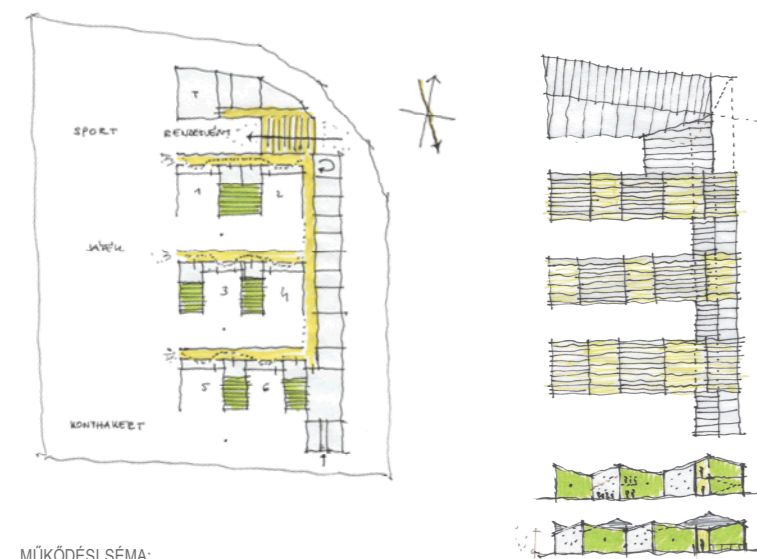 T
SPORT
RENDEZVÉNY
1
2
JÁTÉK
3
4
5
6
KONYHAKERT
MŰKÖDÉSI SÉMA: